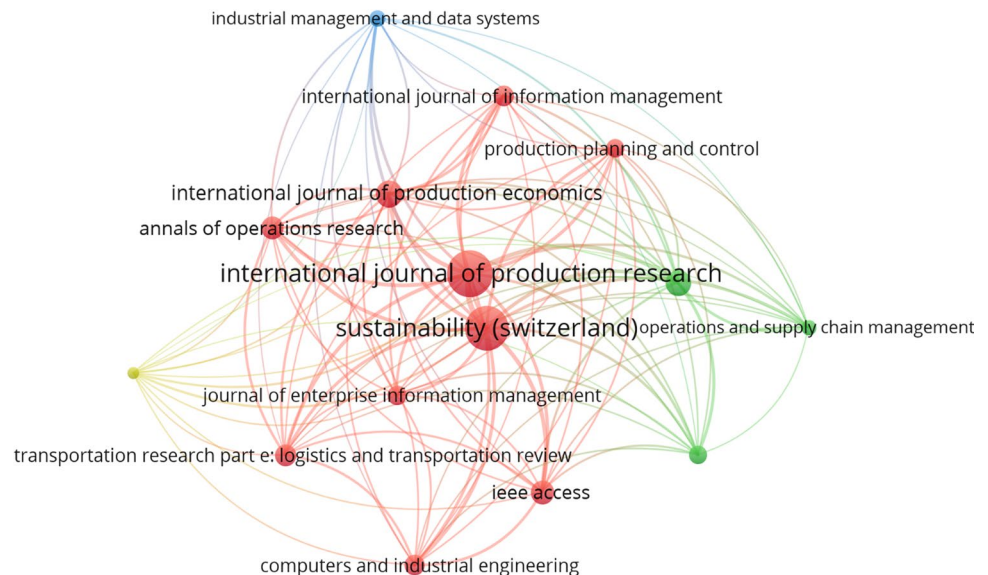 industrial management and data systems
international journal of information management
production planning and control
international journal of production economics
annals of operations research
international journal of production research
sustainability (switzerland)
operations and supply chain management
journal of enterprise information management
transportation research part e: logistics and transportation review
ieee access
computers and industrial engineering